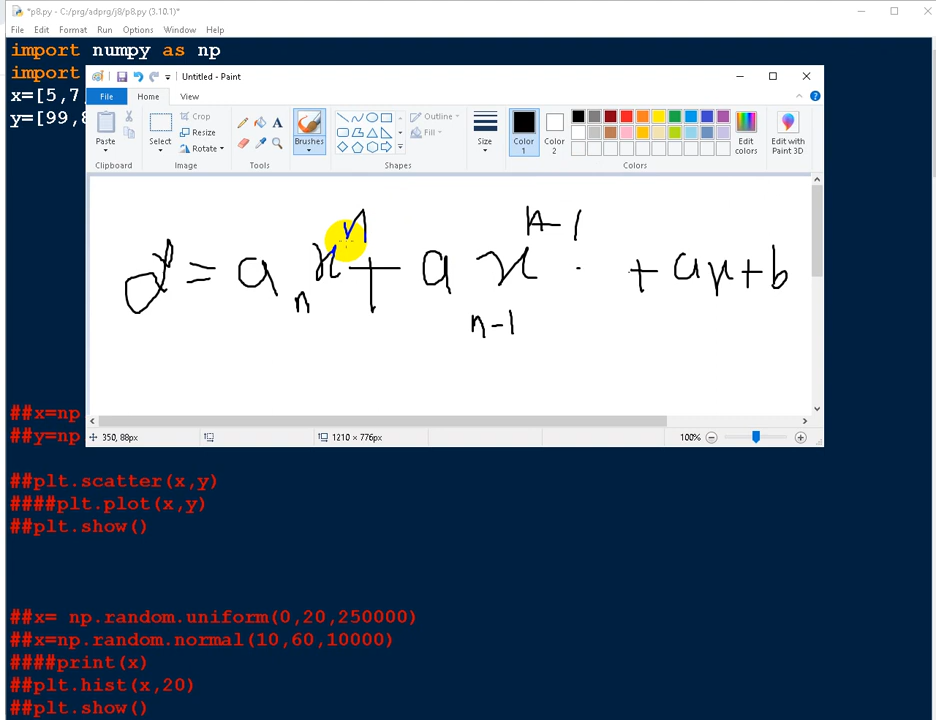 *p8.py - C:/prg/adprg/j8/p8.py (3.10.1)*
File Edit Format Run Options Window Help
import numpy as np
import
x=[5,7,
y=[99,8
Untitled - Paint
File Home View
Paste
Select
Crop
Resize
Rotate
Brushes
Outline
Fill
Size
Color 1
Color 2
Edit colors
Edit with Paint 3D
Clipboard Image Tools Shapes Colors
n n-1
= a x + a x . + ax + b
n n-1
350, 88px 1210 × 776px 100%
##x=np
##y=np
##plt.scatter(x,y)
####plt.plot(x,y)
##plt.show()
##x= np.random.uniform(0,20,250000)
##x=np.random.normal(10,60,10000)
####print(x)
##plt.hist(x,20)
##plt.show()